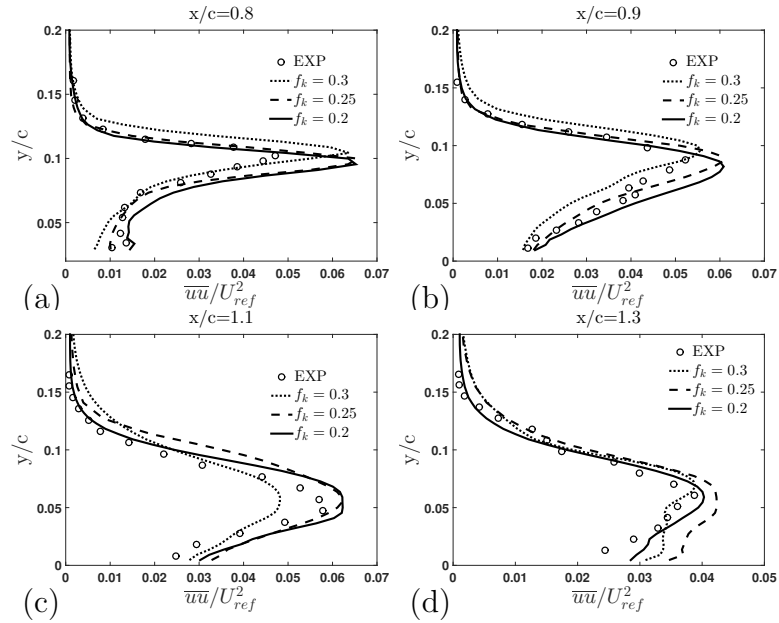 x/c=0.8
0.2
0.15
0.1
0.05
y/c
EXP
f_k = 0.3
f_k = 0.25
f_k = 0.2
0 0.01 0.02 0.03 0.04 0.05 0.06 0.07
(a)
\overline{uu}/U_{ref}^2
x/c=0.9
0.2
0.15
0.1
0.05
0
y/c
EXP
f_k = 0.3
f_k = 0.25
f_k = 0.2
0 0.01 0.02 0.03 0.04 0.05 0.06 0.07
(b)
\overline{uu}/U_{ref}^2
x/c=1.1
0.2
0.15
0.1
0.05
0
y/c
EXP
f_k = 0.3
f_k = 0.25
f_k = 0.2
0 0.01 0.02 0.03 0.04 0.05 0.06 0.07
(c)
\overline{uu}/U_{ref}^2
x/c=1.3
0.2
0.15
0.1
0.05
0
y/c
EXP
f_k = 0.3
f_k = 0.25
f_k = 0.2
0 0.01 0.02 0.03 0.04 0.05
(d)
\overline{uu}/U_{ref}^2